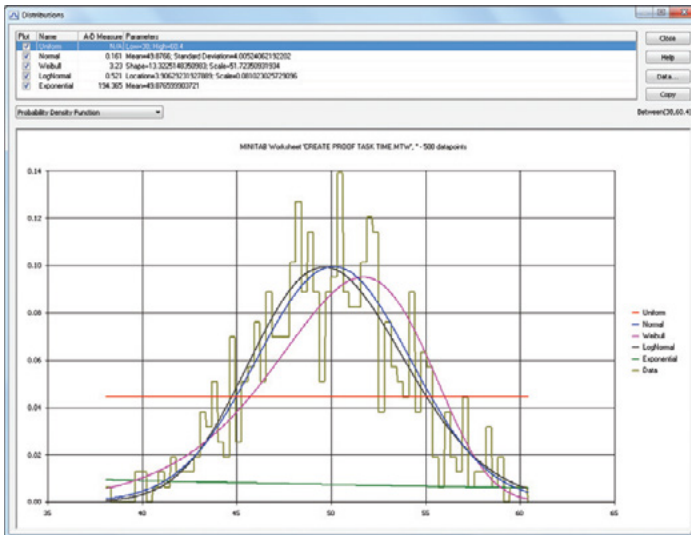 Distributions
Plot Name A-D Measure Parameters
Uniform N/A Low=38; High=60.4
Normal 0.161 Mean=49.8766; Standard Deviation=4.00524062192202
Weibull 3.23 Shape=13.3225148350983; Scale=51.72350931934
LogNormal 0.521 Location=3.90629231927889; Scale=0.081023025729096
Exponential 194.365 Mean=49.876599903721
Close
Help
Data...
Copy
Probability Density Function
Between(38,60.4)
MINITAB Worksheet 'CREATE PROOF TASK TIME.MTW', * - 500 datapoints
0.14
0.12
0.10
0.08
0.06
0.04
0.02
0.00
35 40 45 50 55 60 65
Uniform
Normal
Weibull
LogNormal
Exponential
Data